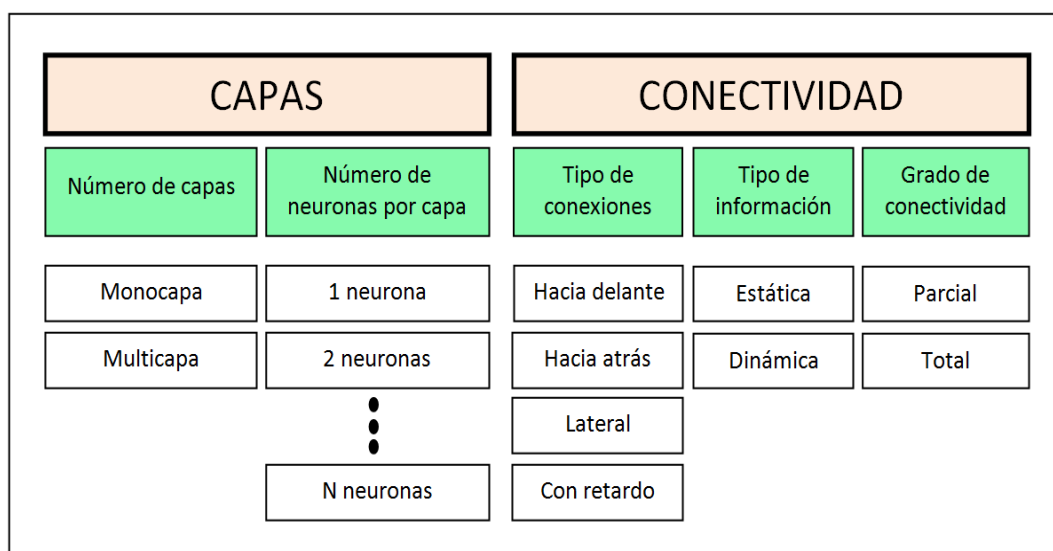 CAPAS
CONECTIVIDAD
Número de capas
Número de
neuronas por capa
Tipo de
conexiones
Tipo de
información
Grado de
conectividad
Monocapa
1 neurona
Hacia delante
Estática
Parcial
Multicapa
2 neuronas
Hacia atrás
Dinámica
Total
Lateral
N neuronas
Con retardo